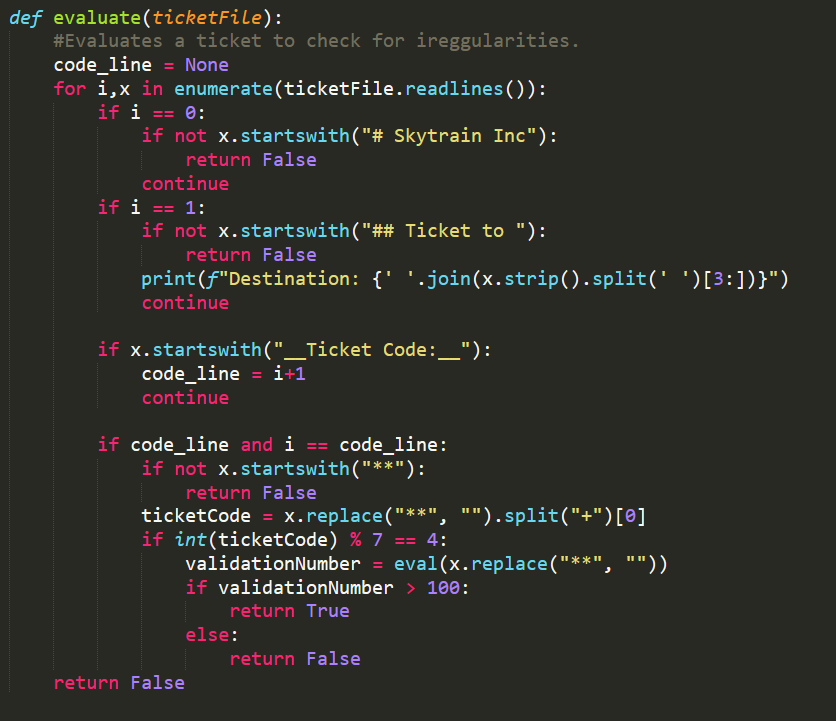 def evaluate(ticketFile):
    #Evaluates a ticket to check for ireggularities.
    code_line = None
    for i,x in enumerate(ticketFile.readlines()):
        if i == 0:
            if not x.startswith("# Skytrain Inc"):
                return False
            continue
        if i == 1:
            if not x.startswith("## Ticket to "):
                return False
            print(f"Destination: {' '.join(x.strip().split(' ')[3:])}")
            continue

        if x.startswith("__Ticket Code:__"):
            code_line = i+1
            continue

        if code_line and i == code_line:
            if not x.startswith("**"):
                return False
            ticketCode = x.replace("**", "").split("+")[0]
            if int(ticketCode) % 7 == 4:
                validationNumber = eval(x.replace("**", ""))
                if validationNumber > 100:
                    return True
                else:
                    return False
    return False